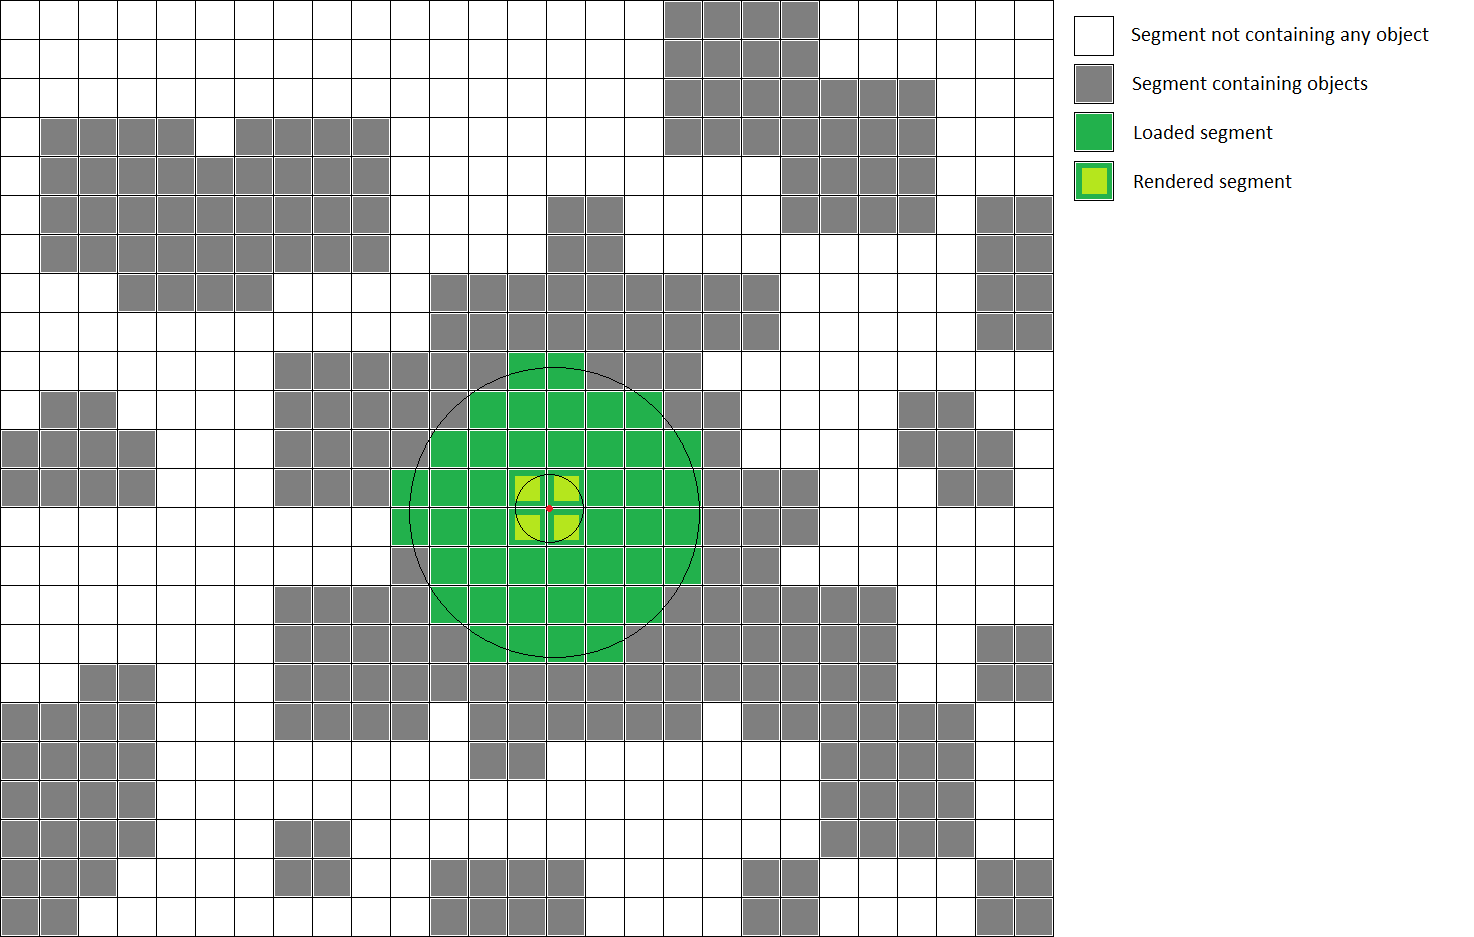 Segment not containing any object
Segment containing objects
Loaded segment
Rendered segment